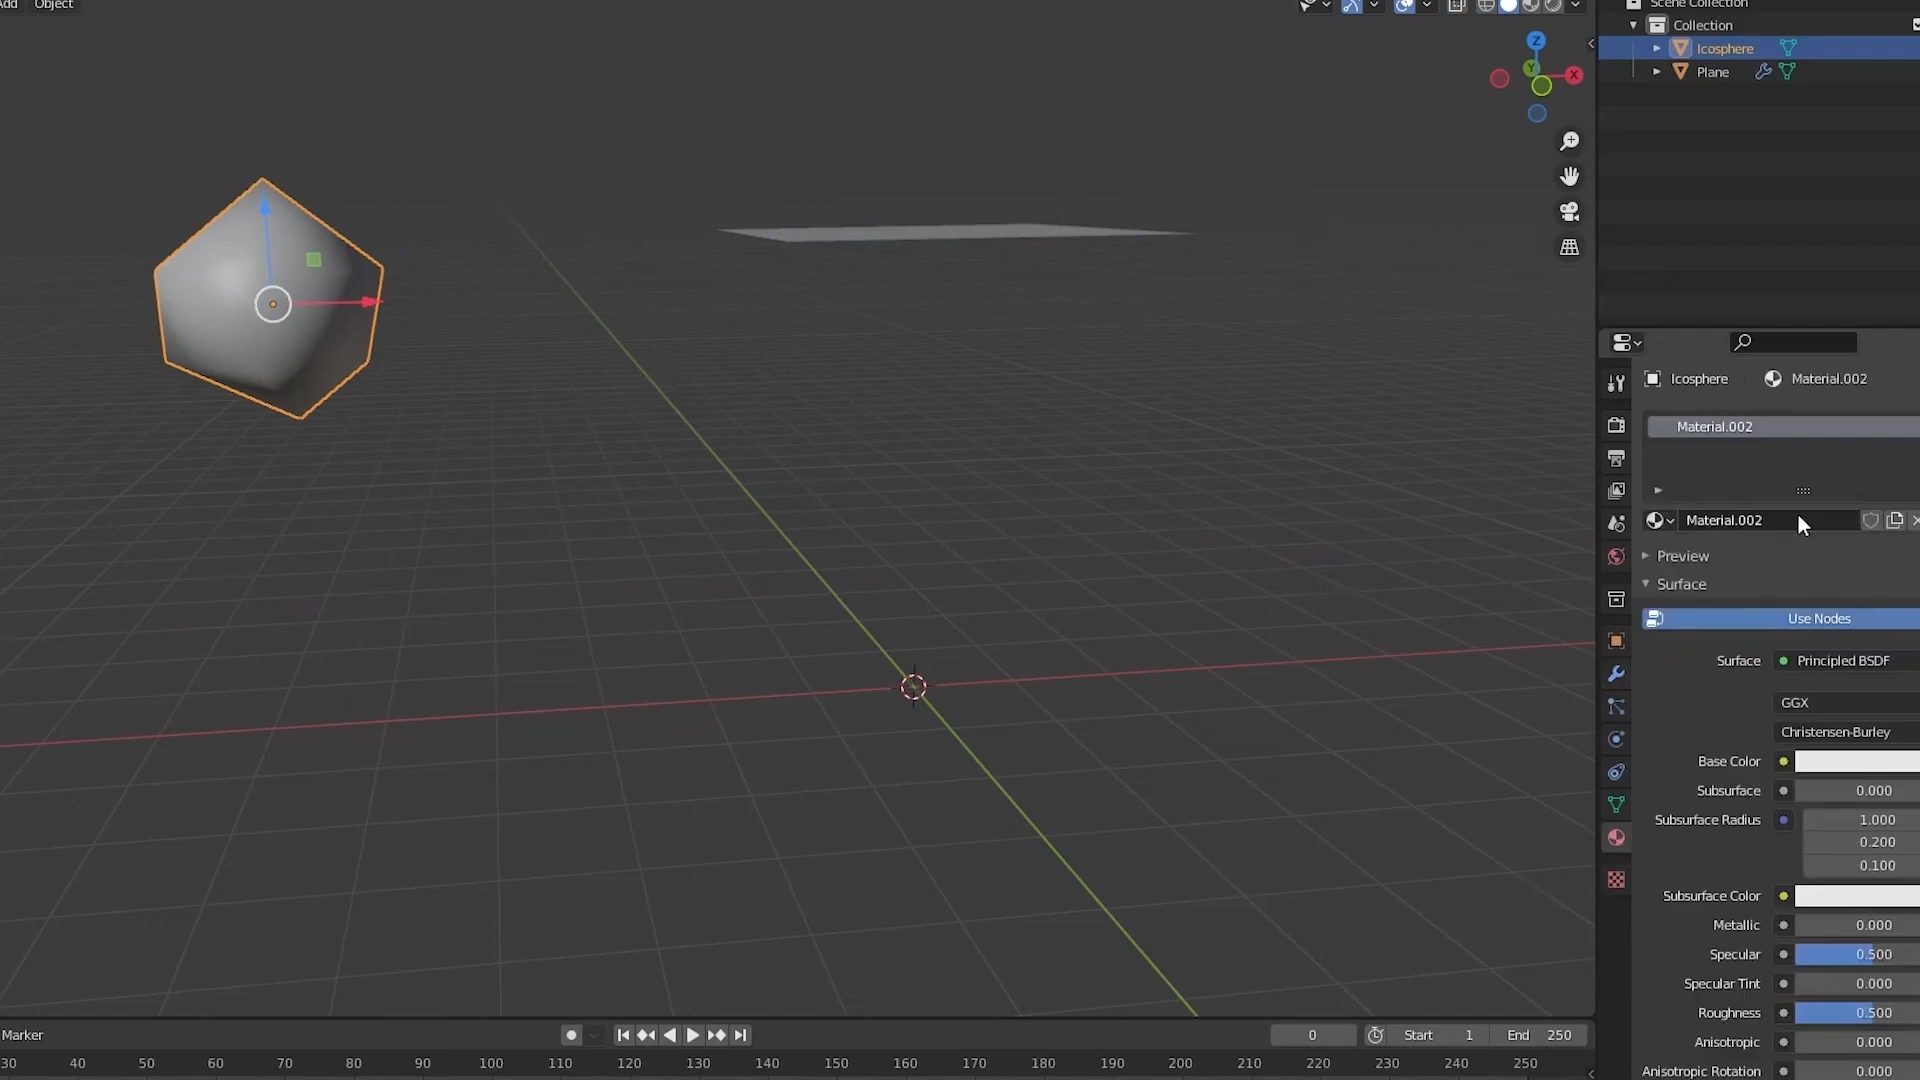 Add Object
Scene Collection
Collection
Icosphere
Plane
Z
Y
X
Icosphere Material.002
Material.002
Material.002
Preview
Surface
Use Nodes
Surface Principled BSDF
GGX
Christensen-Burley
Base Color
Subsurface 0.000
Subsurface Radius 1.000
0.200
0.100
Subsurface Color
Metallic 0.000
Specular 0.500
Specular Tint 0.000
Roughness 0.500
Anisotropic 0.000
Anisotropic Rotation 0.000
Marker 0 Start 1 End 250
30 40 50 60 70 80 90 100 110 120 130 140 150 160 170 180 190 200 210 220 230 240 250